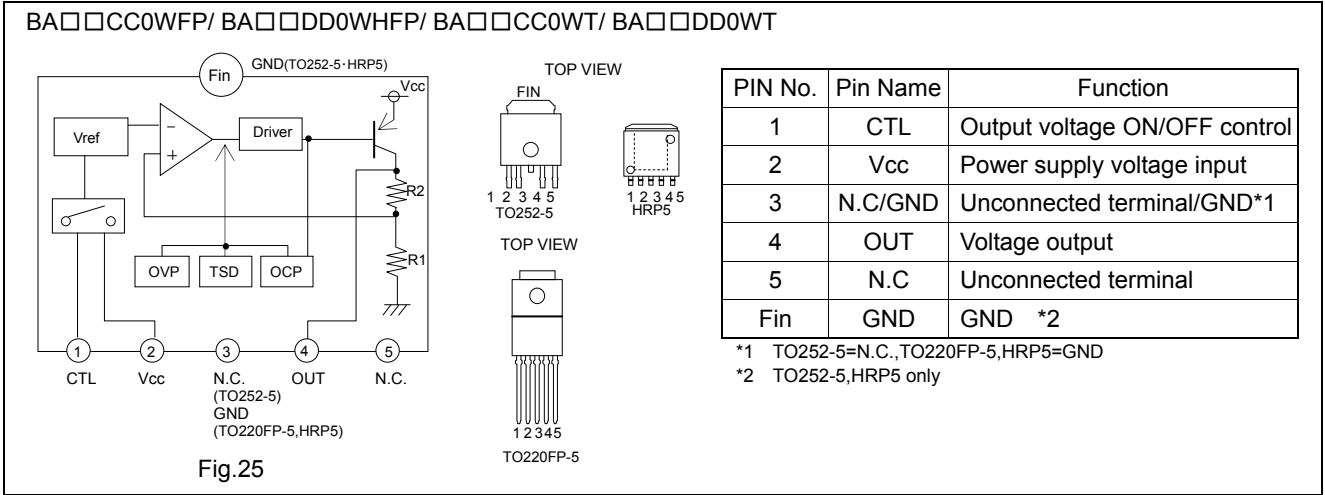 BA□□CC0WFP/ BA□□DD0WHFP/ BA□□CC0WT/ BA□□DD0WT
Fin
GND(TO252-5･HRP5)
Vcc
Vref
−
+
Driver
R2
R1
OVP
TSD
OCP
1
2
3
4
5
CTL
Vcc
N.C.
(TO252-5)
GND
(TO220FP-5,HRP5)
OUT
N.C.
Fig.25
TOP VIEW
FIN
1 2 3 4 5
TO252-5
1 2 3 4 5
HRP5
TOP VIEW
1 2 3 4 5
TO220FP-5
PIN No. Pin Name Function
1 CTL Output voltage ON/OFF control
2 Vcc Power supply voltage input
3 N.C/GND Unconnected terminal/GND*1
4 OUT Voltage output
5 N.C Unconnected terminal
Fin GND GND *2
*1 TO252-5=N.C.,TO220FP-5,HRP5=GND
*2 TO252-5,HRP5 only